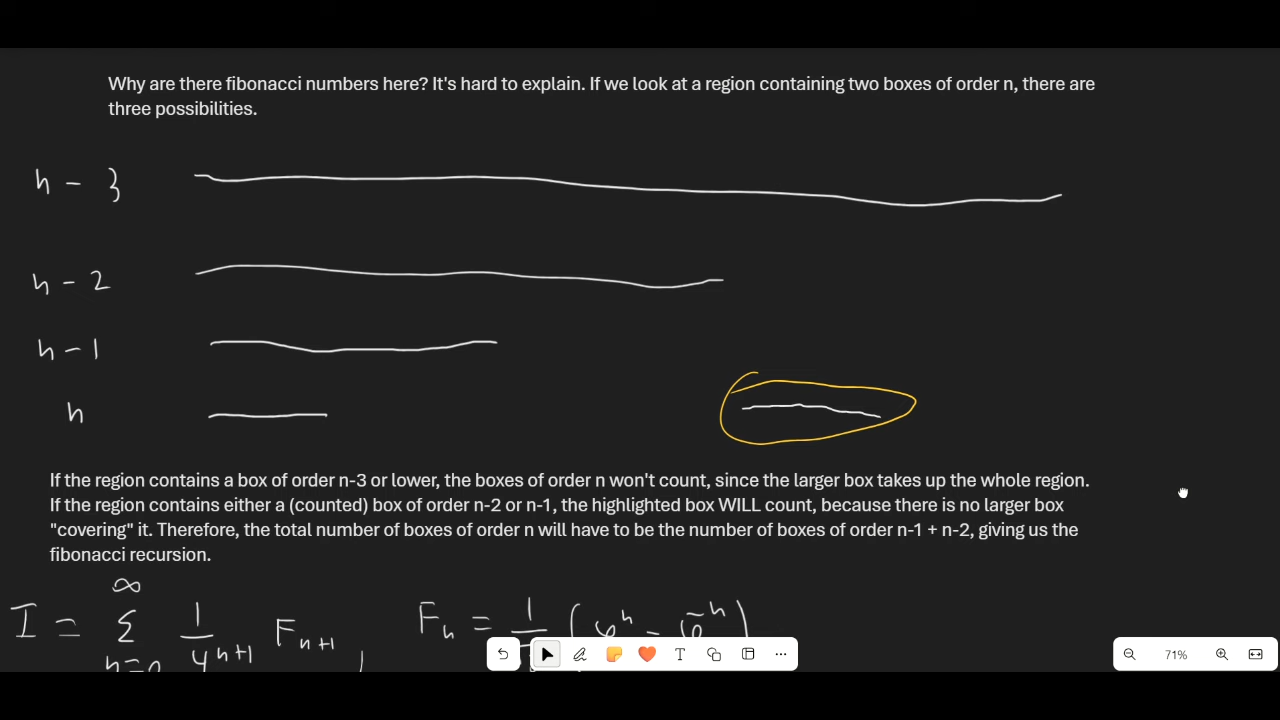 Why are there fibonacci numbers here? It's hard to explain. If we look at a region containing two boxes of order n, there are
three possibilities.
n - 3
n - 2
n - 1
n
If the region contains a box of order n-3 or lower, the boxes of order n won't count, since the larger box takes up the whole region.
If the region contains either a (counted) box of order n-2 or n-1, the highlighted box WILL count, because there is no larger box
"covering" it. Therefore, the total number of boxes of order n will have to be the number of boxes of order n-1 + n-2, giving us the
fibonacci recursion.
I = ∞ Σ n=0 1/4^{n+1} F_{n+1}, F_n = 1/ (φ^n - φ̄^n)
T
71%